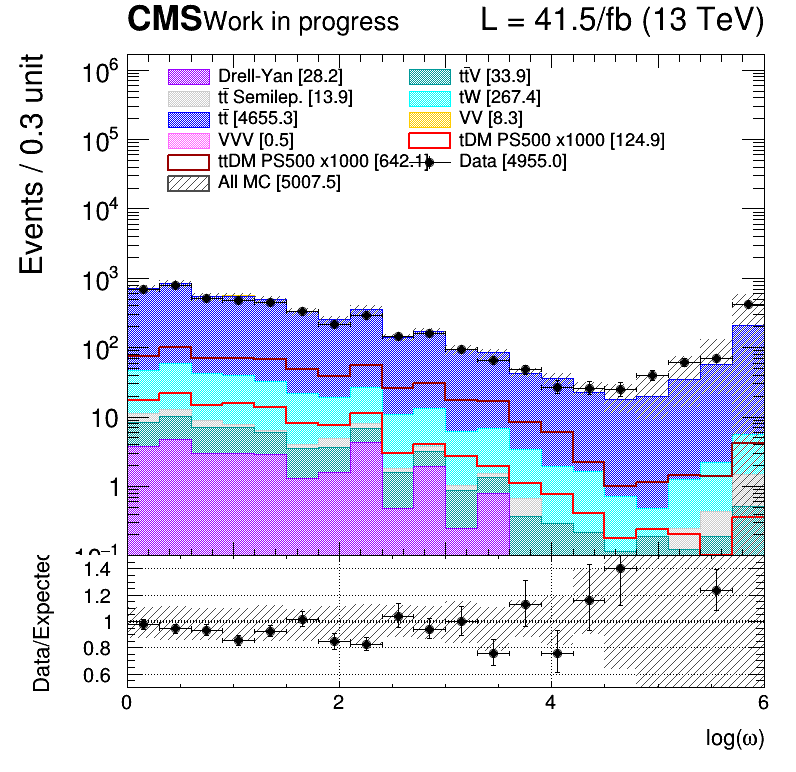 CMS Work in progress L = 41.5/fb (13 TeV)
Events / 0.3 unit
10⁶
10⁵
10⁴
10³
10²
10
1
10⁻¹
Drell-Yan [28.2] tt̄V [33.9]
tt̄ Semilep. [13.9] tW [267.4]
tt̄ [4655.3] VV [8.3]
VVV [0.5] tDM PS500 x1000 [124.9]
ttDM PS500 x1000 [642.1] Data [4955.0]
All MC [5007.5]
Data/Expected
1.4
1.2
1
0.8
0.6
0 2 4 6
log(ω)